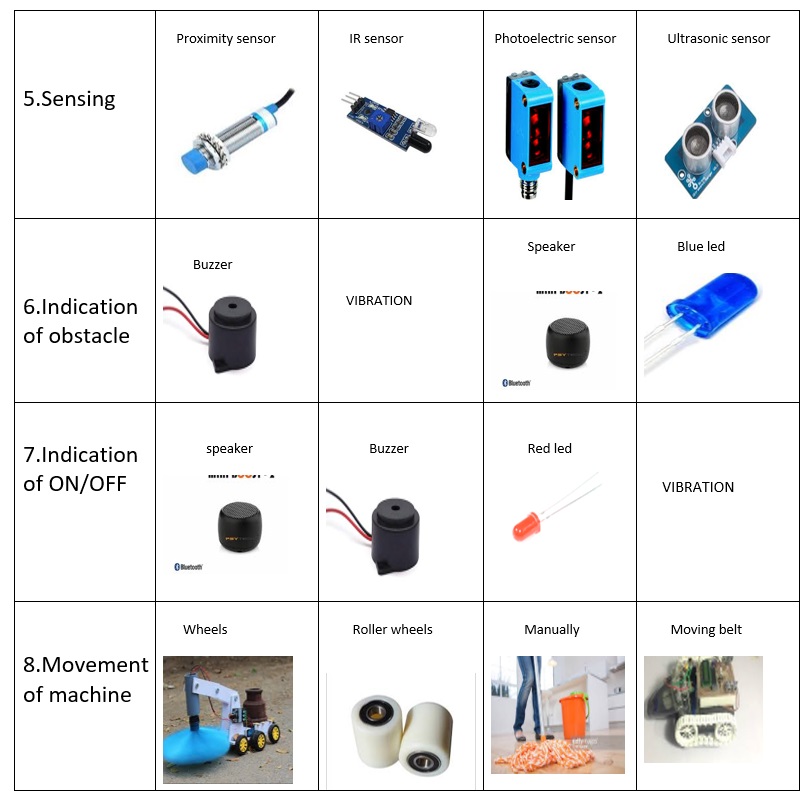 5.Sensing
Proximity sensor
IR sensor
Photoelectric sensor
Ultrasonic sensor
6.Indication
of obstacle
Buzzer
VIBRATION
Speaker
Bluetooth
Blue led
7.Indication
of ON/OFF
speaker
Bluetooth
Buzzer
Red led
VIBRATION
8.Movement
of machine
Wheels
Roller wheels
Manually
Moving belt